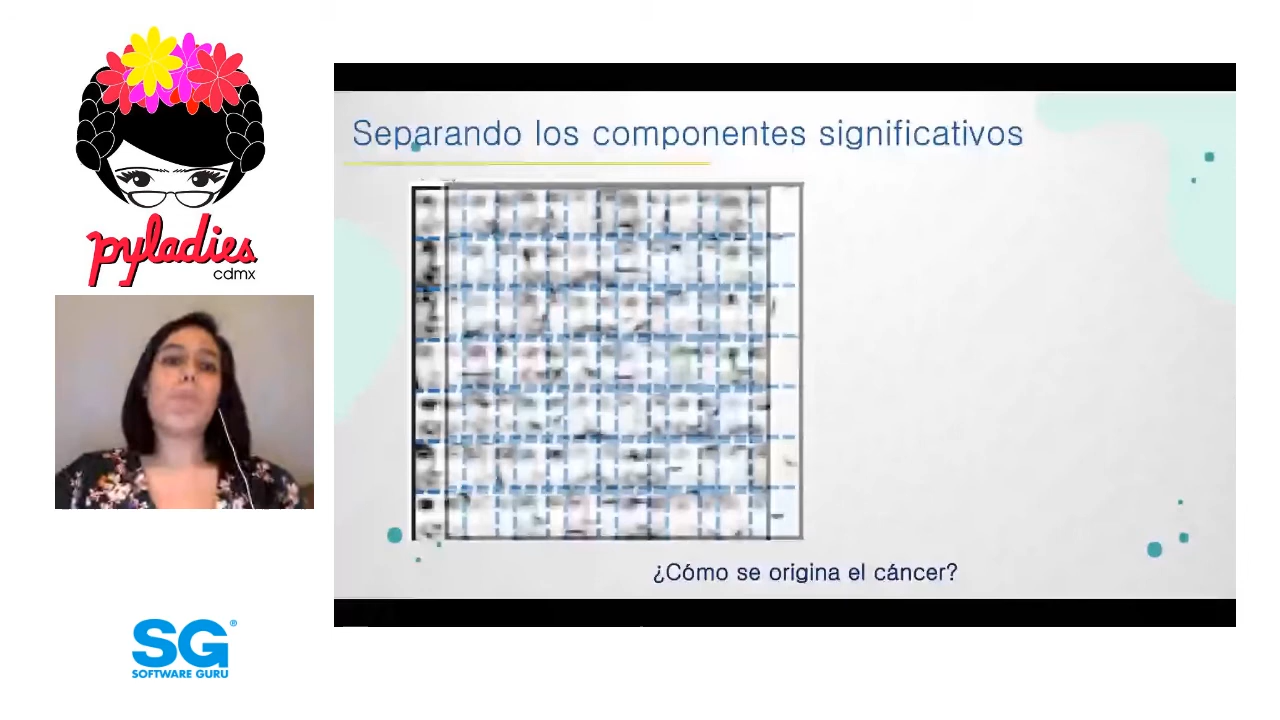 Separando los componentes significativos
pyladies
cdmx
¿Cómo se origina el cáncer?
SG®
SOFTWARE GURU